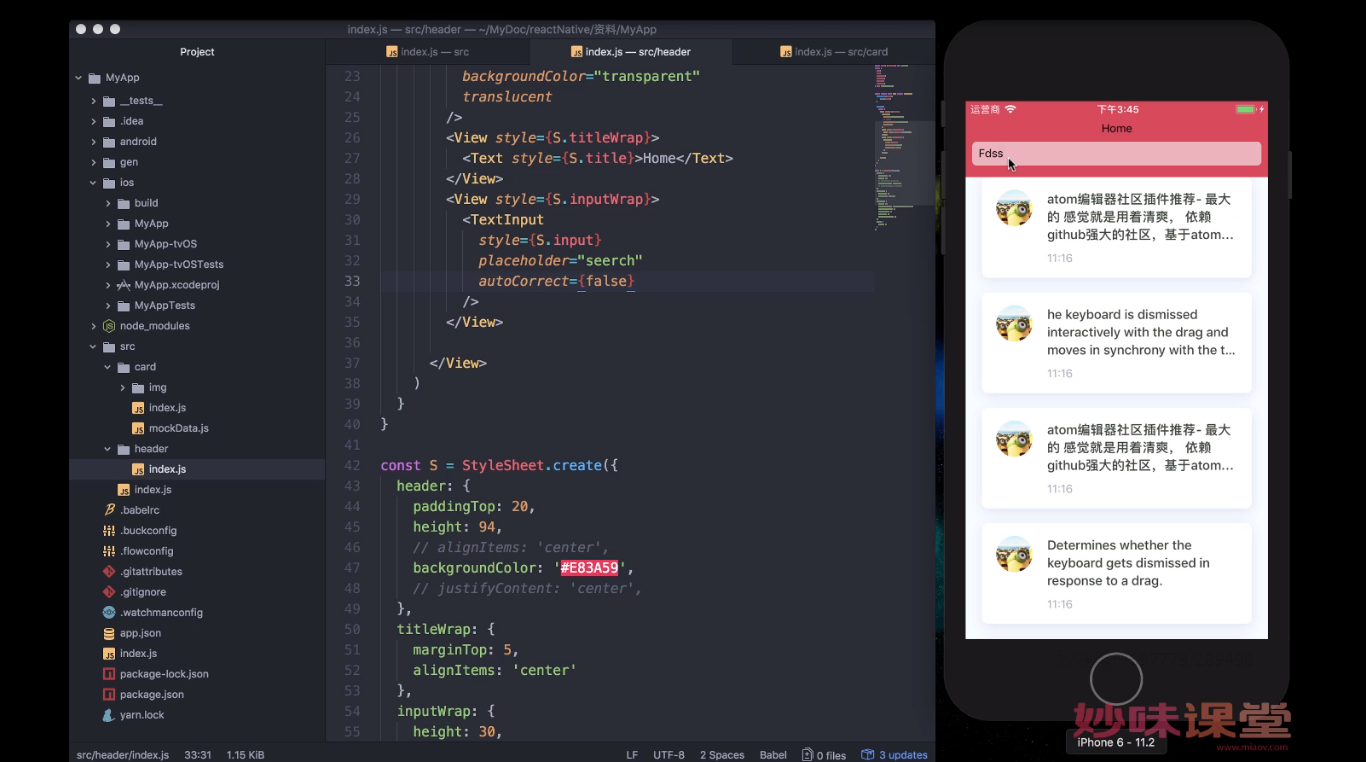 index.js — src/header — ~/MyDoc/reactNative/资料/MyApp
Project
index.js — src
index.js — src/header
index.js — src/card
MyApp
__tests__
.idea
android
gen
ios
build
MyApp
MyApp-tvOS
MyApp-tvOSTests
MyApp.xcodeproj
MyAppTests
node_modules
src
card
img
index.js
mockData.js
header
index.js
index.js
.babelrc
.buckconfig
.flowconfig
.gitattributes
.gitignore
.watchmanconfig
app.json
index.js
package-lock.json
package.json
yarn.lock
23 backgroundColor="transparent"
24 translucent
25 />
26 <View style={S.titleWrap}>
27 <Text style={S.title}>Home</Text>
28 </View>
29 <View style={S.inputWrap}>
30 <TextInput
31 style={S.input}
32 placeholder="seerch"
33 autoCorrect={false}
34 />
35 </View>
36
37 </View>
38 )
39 }
40 }
41
42 const S = StyleSheet.create({
43 header: {
44 paddingTop: 20,
45 height: 94,
46 // alignItems: 'center',
47 backgroundColor: '#E83A59',
48 // justifyContent: 'center',
49 },
50 titleWrap: {
51 marginTop: 5,
52 alignItems: 'center'
53 },
54 inputWrap: {
55 height: 30,
src/header/index.js 33:31 1.15 KiB
LF UTF-8 2 Spaces Babel 0 files 3 updates
运营商 下午3:45
Home
Fdss
atom编辑器社区插件推荐- 最大
的 感觉就是用着清爽， 依赖
github强大的社区，基于atom...
11:16
he keyboard is dismissed
interactively with the drag and
moves in synchrony with the t...
11:16
atom编辑器社区插件推荐- 最大
的 感觉就是用着清爽， 依赖
github强大的社区，基于atom...
11:16
Determines whether the
keyboard gets dismissed in
response to a drag.
11:16
妙味课堂
www.miaov.com
iPhone 6 - 11.2